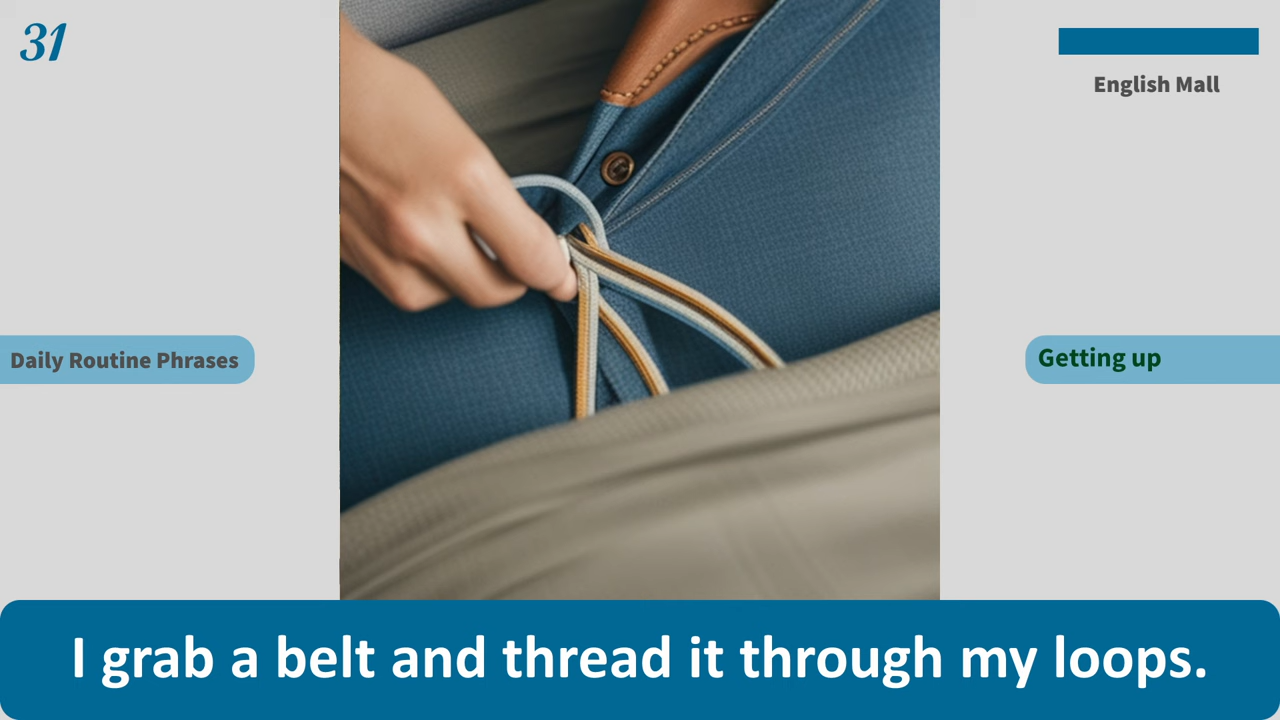 31
English Mall
Daily Routine Phrases
Getting up
I grab a belt and thread it through my loops.